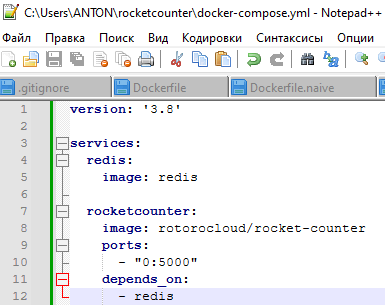 C:\Users\ANTON\rocketcounter\docker-compose.yml - Notepad++
Файл Правка Поиск Вид Кодировки Синтаксисы Опции
.gitignore Dockerfile Dockerfile.naive
1 version: '3.8'
2
3 services:
4 redis:
5 image: redis
6
7 rocketcounter:
8 image: rotorocloud/rocket-counter
9 ports:
10 - "0:5000"
11 depends_on:
12 - redis